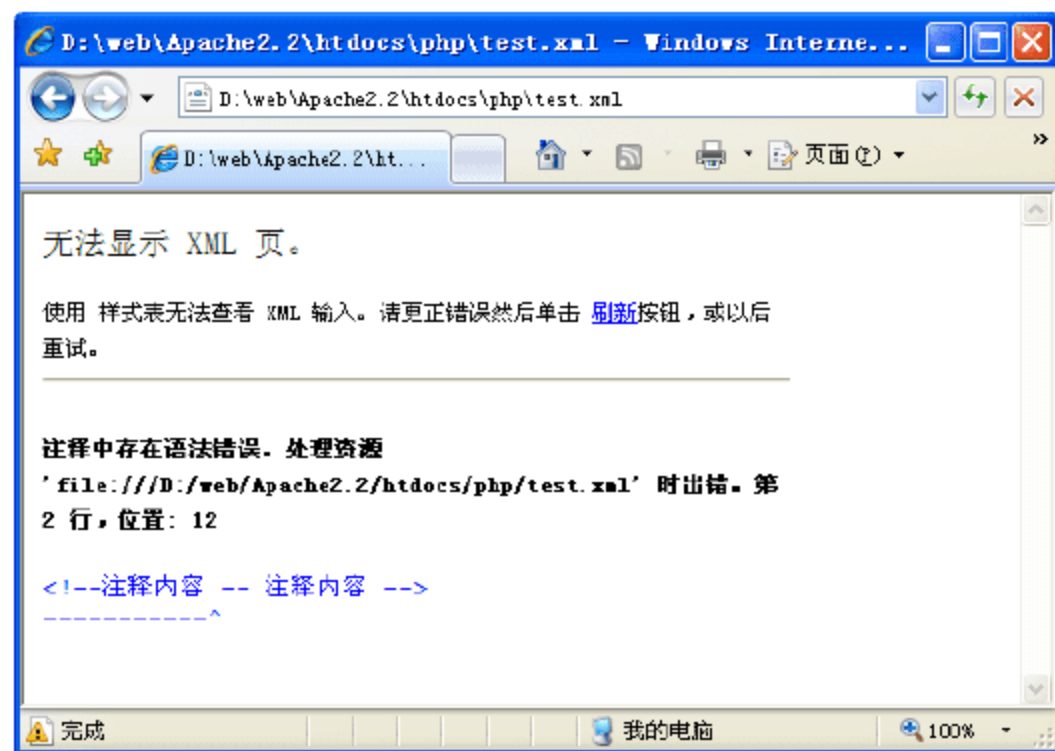 D:\web\Apache2.2\htdocs\php\test.xml - Windows Interne...
D:\web\Apache2.2\htdocs\php\test.xml
D:\web\Apache2.2\ht...
页面(P)
»
无法显示 XML 页。
使用 样式表无法查看 XML 输入。请更正错误然后单击 刷新按钮，或以后
重试。
注释中存在语法错误。处理资源
'file:///D:/web/Apache2.2/htdocs/php/test.xml' 时出错。第
2 行，位置: 12
<!--注释内容 -- 注释内容 -->
-----------^
完成
我的电脑
100%